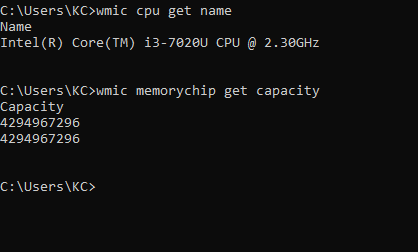 C:\Users\KC>wmic cpu get name
Name
Intel(R) Core(TM) i3-7020U CPU @ 2.30GHz
C:\Users\KC>wmic memorychip get capacity
Capacity
4294967296
4294967296
C:\Users\KC>